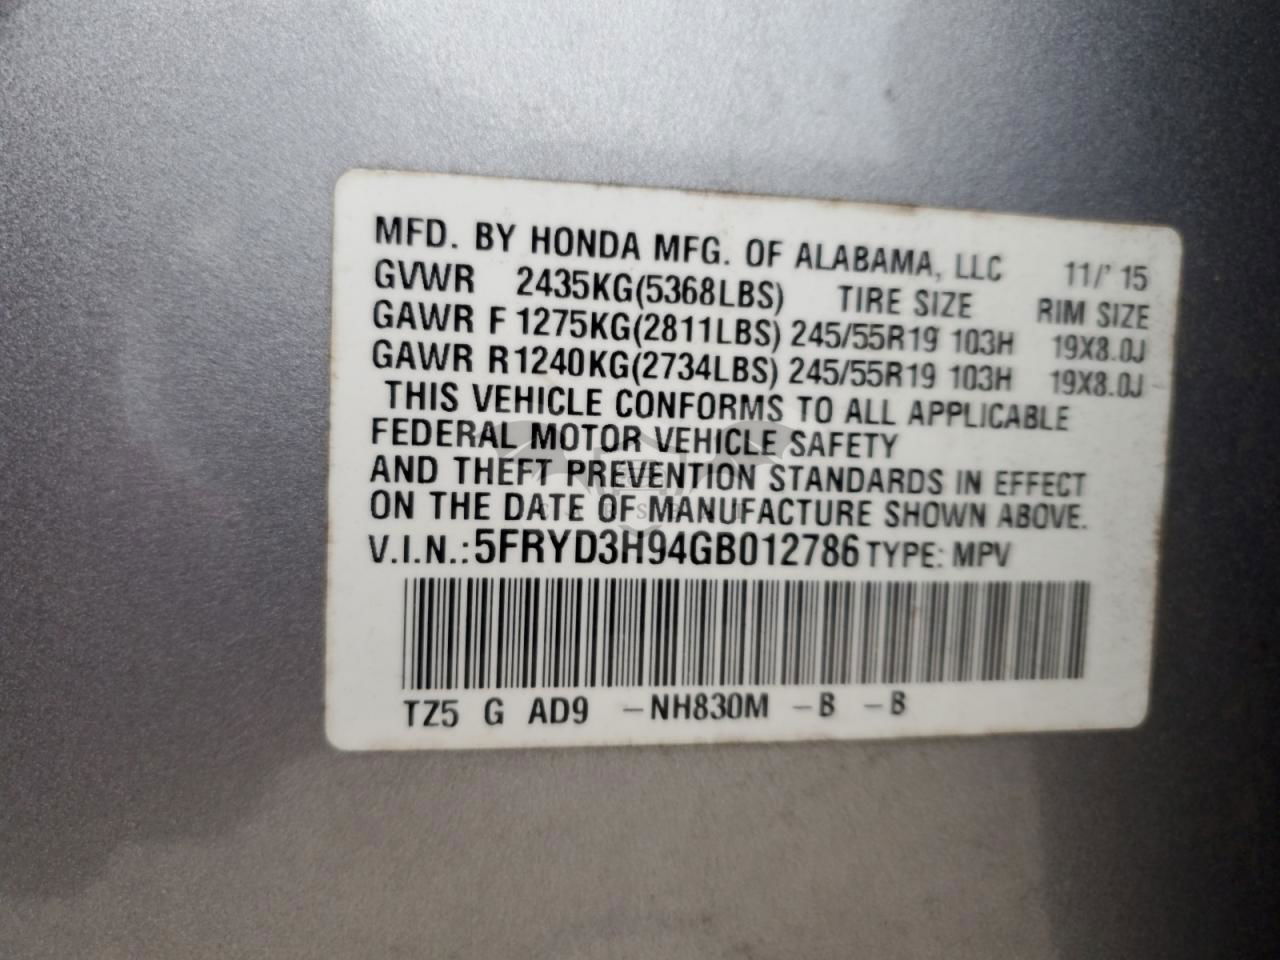 MFD. BY HONDA MFG. OF ALABAMA, LLC 11/' 15
GVWR 2435KG(5368LBS) TIRE SIZE RIM SIZE
GAWR F 1275KG(2811LBS) 245/55R19 103H 19X8.0J
GAWR R1240KG(2734LBS) 245/55R19 103H 19X8.0J
THIS VEHICLE CONFORMS TO ALL APPLICABLE
FEDERAL MOTOR VEHICLE SAFETY
AND THEFT PREVENTION STANDARDS IN EFFECT
ON THE DATE OF MANUFACTURE SHOWN ABOVE.
V.I.N.: 5FRYD3H94GB012786 TYPE: MPV
TZ5 G AD9 -NH830M -B -B